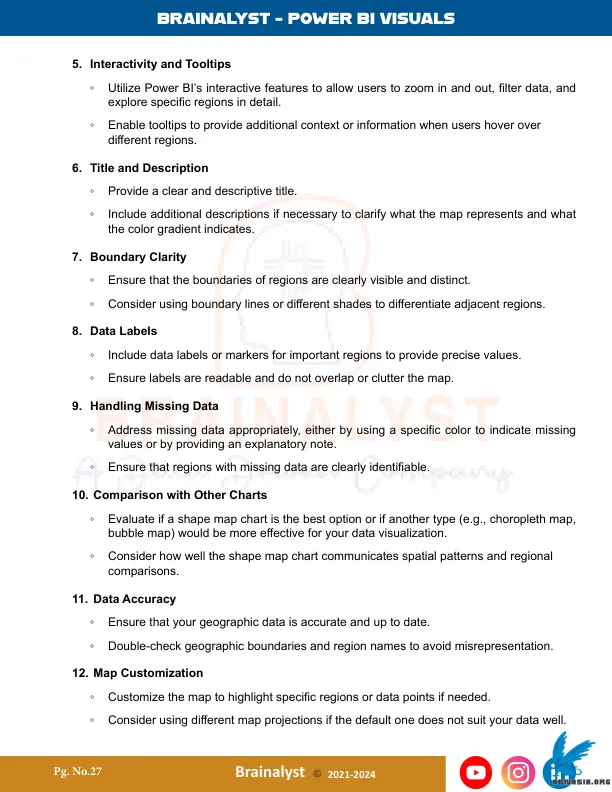 BRAINALYST - POWER BI VISUALS
5. Interactivity and Tooltips
◦ Utilize Power BI’s interactive features to allow users to zoom in and out, filter data, and
explore specific regions in detail.
◦ Enable tooltips to provide additional context or information when users hover over
different regions.
6. Title and Description
◦ Provide a clear and descriptive title.
◦ Include additional descriptions if necessary to clarify what the map represents and what
the color gradient indicates.
7. Boundary Clarity
◦ Ensure that the boundaries of regions are clearly visible and distinct.
◦ Consider using boundary lines or different shades to differentiate adjacent regions.
8. Data Labels
◦ Include data labels or markers for important regions to provide precise values.
◦ Ensure labels are readable and do not overlap or clutter the map.
9. Handling Missing Data
BRAINALYST
◦ Address missing data appropriately, either by using a specific color to indicate missing
values or by providing an explanatory note.
◦ Ensure that regions with missing data are clearly identifiable.
A Data Driven Company
10. Comparison with Other Charts
◦ Evaluate if a shape map chart is the best option or if another type (e.g., choropleth map,
bubble map) would be more effective for your data visualization.
◦ Consider how well the shape map chart communicates spatial patterns and regional
comparisons.
11. Data Accuracy
◦ Ensure that your geographic data is accurate and up to date.
◦ Double-check geographic boundaries and region names to avoid misrepresentation.
12. Map Customization
◦ Customize the map to highlight specific regions or data points if needed.
◦ Consider using different map projections if the default one does not suit your data well.
Pg. No.27
Brainalyst © 2021-2024
in